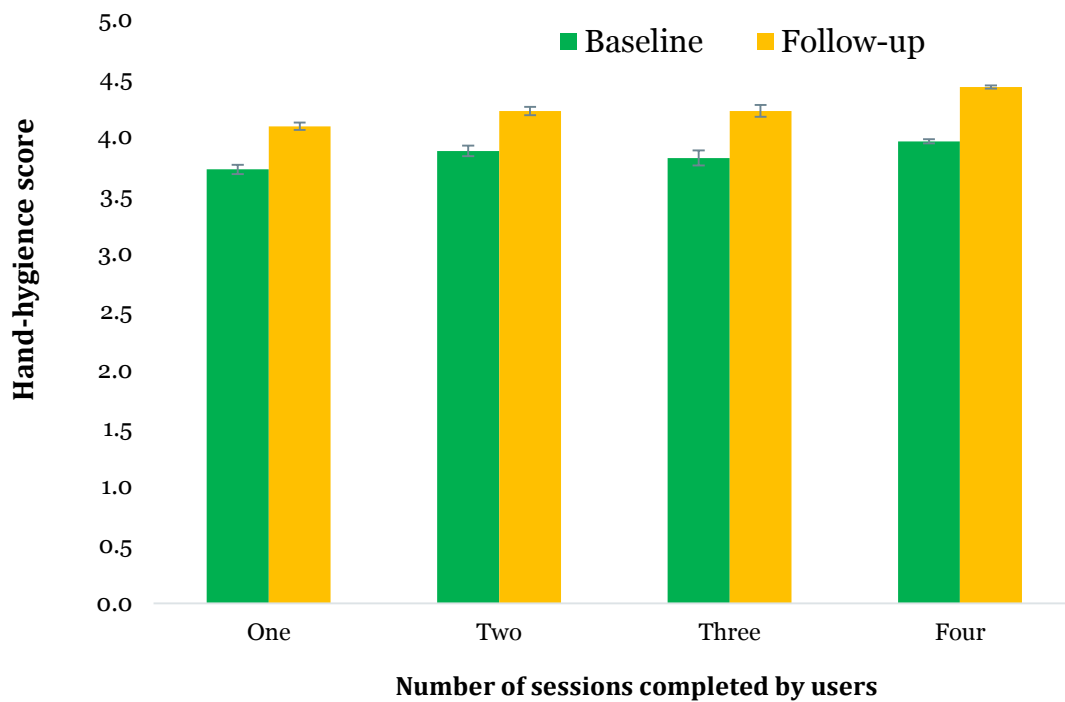 5.0
Baseline Follow-up
4.5
4.0
3.5
3.0
2.5
2.0
1.5
1.0
0.5
0.0
Hand-hygience score
One Two Three Four
Number of sessions completed by users